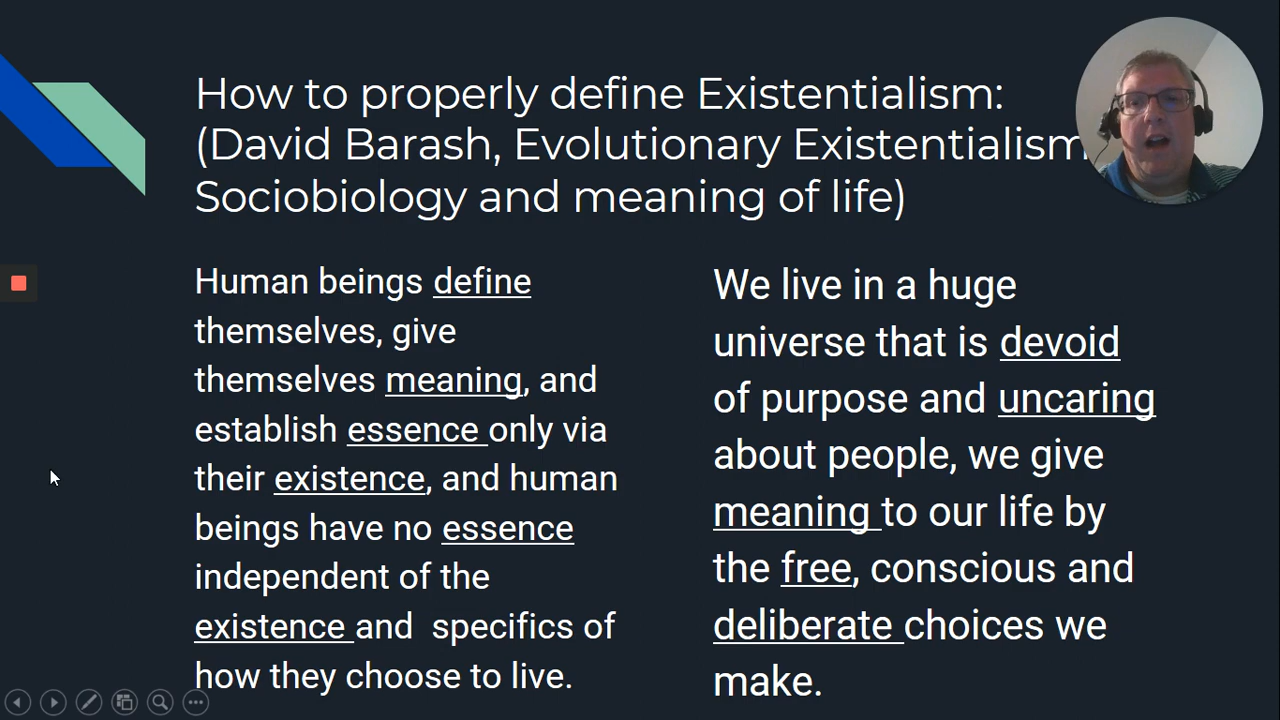 How to properly define Existentialism:
(David Barash, Evolutionary Existentialism
Sociobiology and meaning of life)
Human beings define
themselves, give
themselves meaning, and
establish essence only via
their existence, and human
beings have no essence
independent of the
existence and specifics of
how they choose to live.
We live in a huge
universe that is devoid
of purpose and uncaring
about people, we give
meaning to our life by
the free, conscious and
deliberate choices we
make.